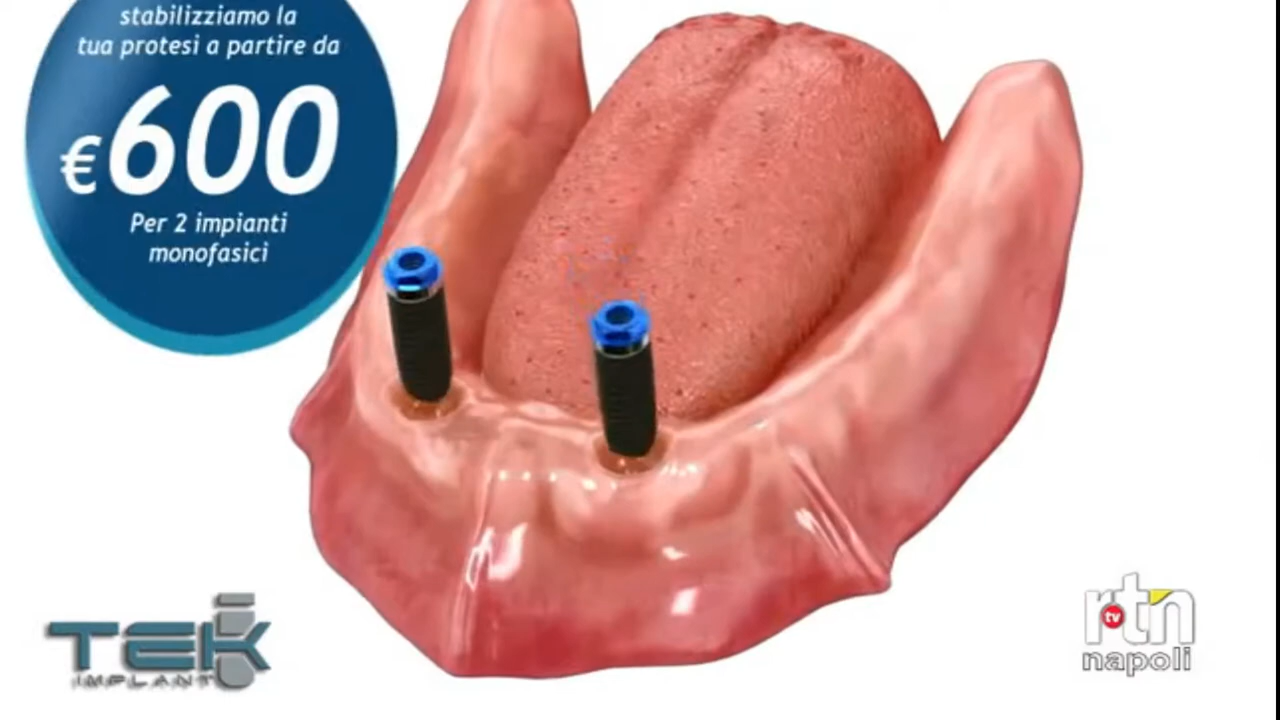 stabilizziamo la
tua protesi a partire da
€600
Per 2 impianti
monofasici
TEK
IMPLANT
rtn
tv
napoli